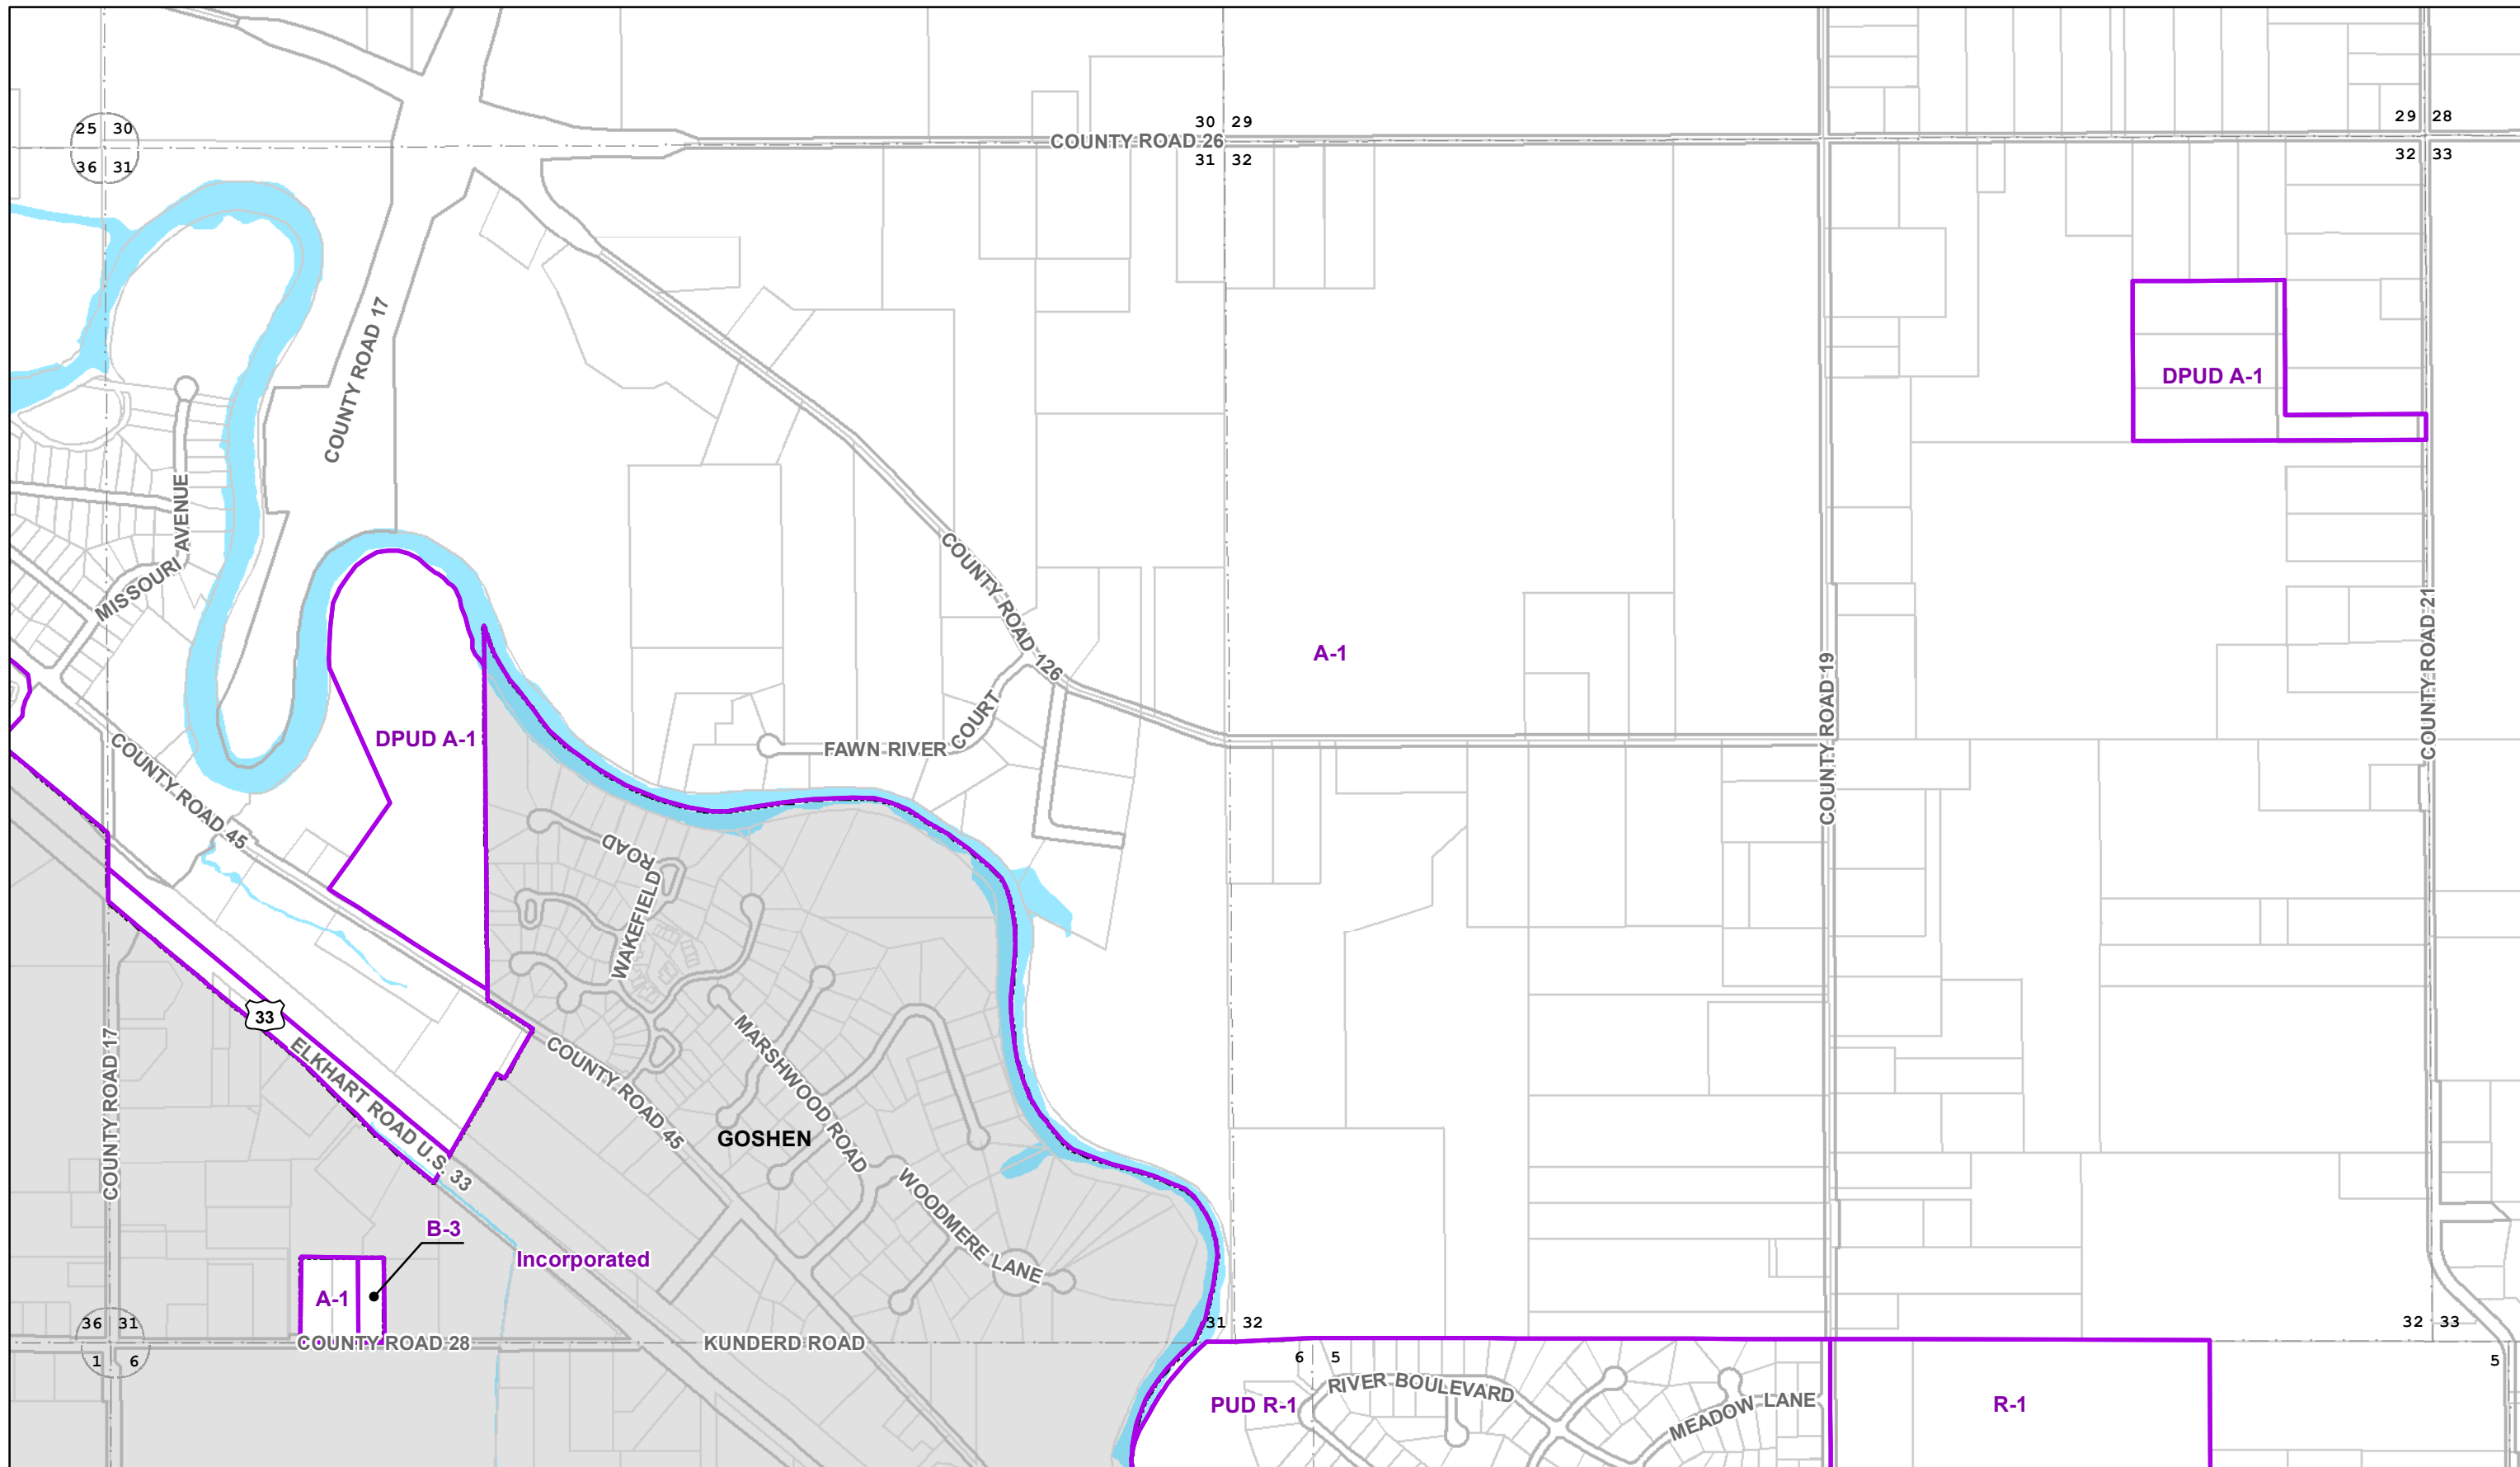 25 30
36 31
30 29
COUNTY ROAD 26
31 32
29 28
32 33
COUNTY ROAD 17
DPUD A-1
MISSOURI AVENUE
COUNTY ROAD 126
A-1
COUNTY ROAD 19
COUNTY ROAD 21
DPUD A-1
FAWN RIVER COURT
COUNTY ROAD 45
WAKEFIELD ROAD
33
ELKHART ROAD U.S. 33
COUNTY ROAD 17
COUNTY ROAD 45
MARSHWOOD ROAD
GOSHEN
WOODMERE LANE
B-3
Incorporated
A-1
36 31
1 6
COUNTY ROAD 28
KUNDERD ROAD
31 32
6 5
32 33
5
PUD R-1
RIVER BOULEVARD
MEADOW LANE
R-1